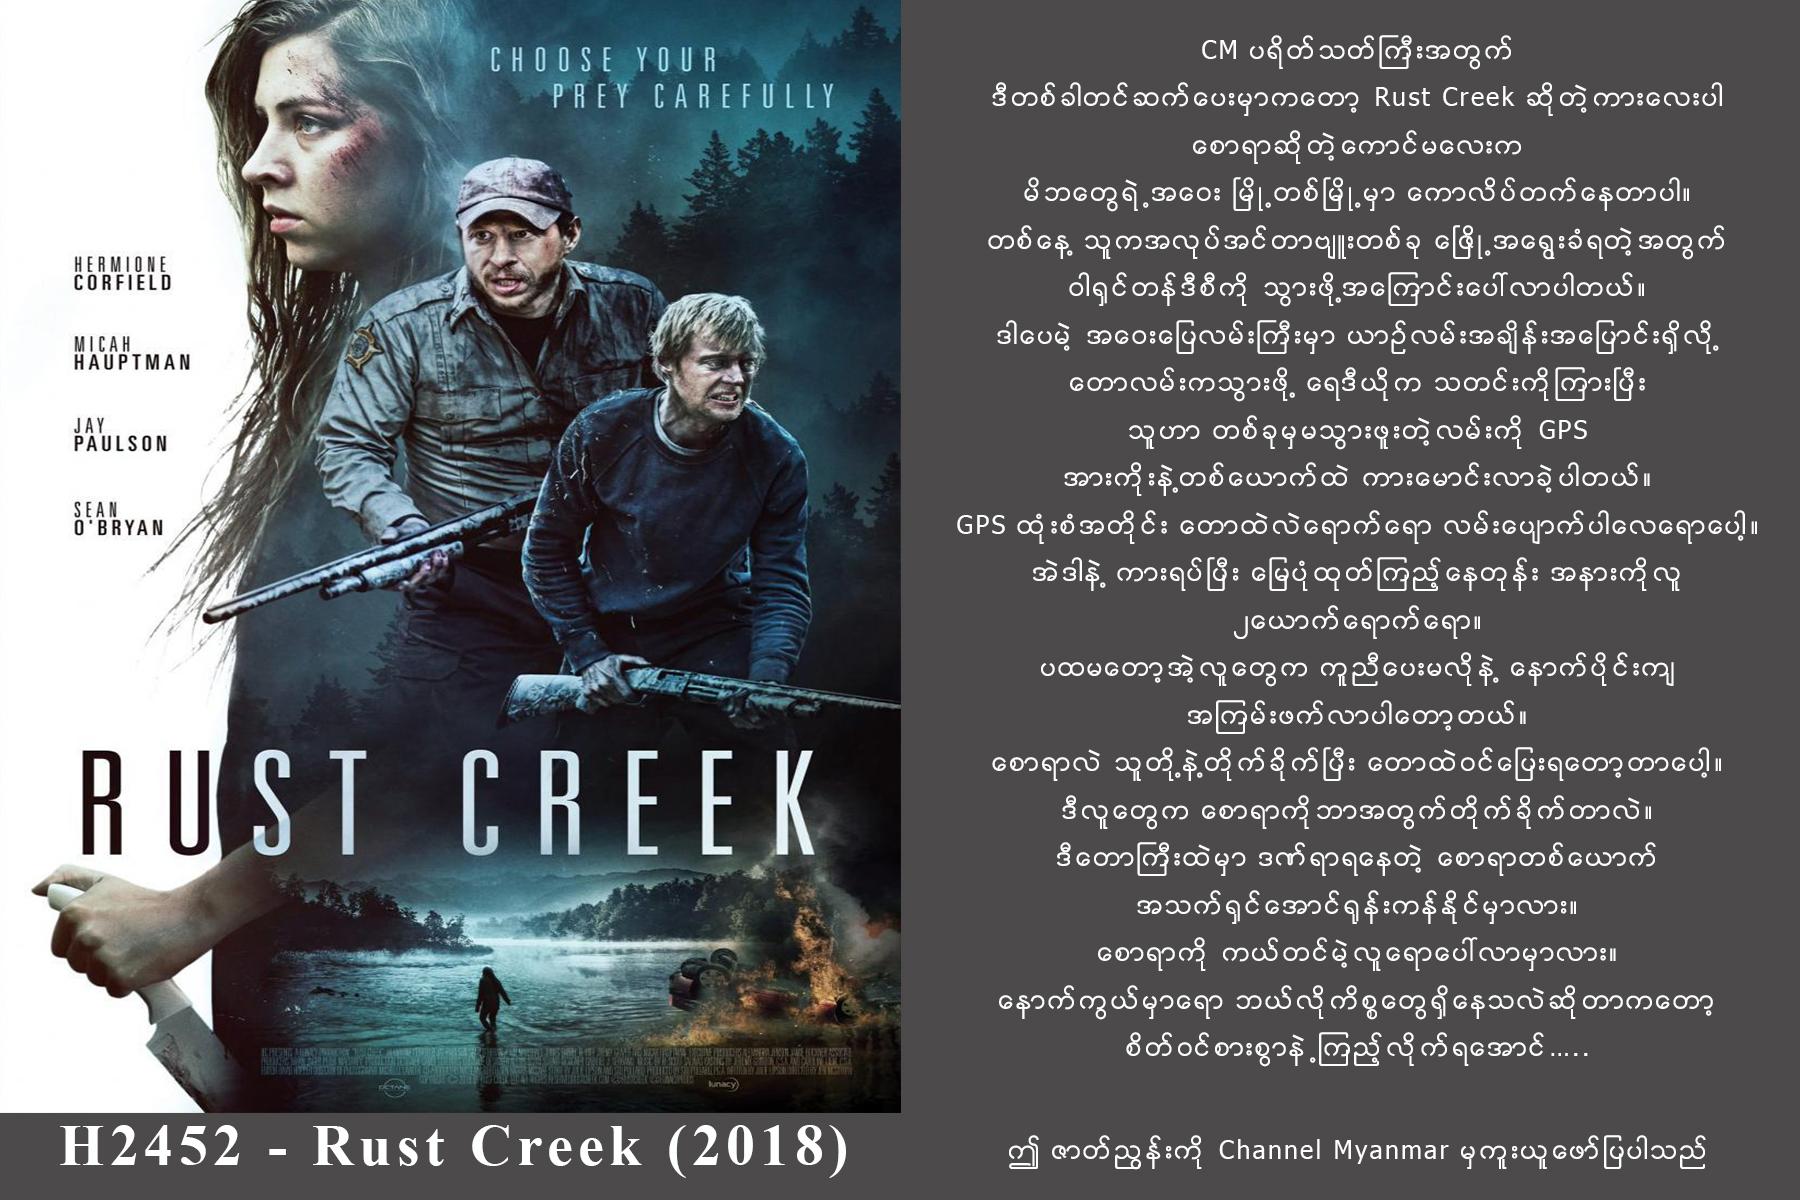 CHOOSE YOUR
PREY CAREFULLY
HERMIONE
CORFIELD
MICAH
HAUPTMAN
JAY
PAULSON
SEAN
O'BRYAN
RUST CREEK
OCTANE
lunacy
H2452 - Rust Creek (2018)
CM ပရိတ်သတ်ကြီးအတွက်
ဒီတစ်ခါတင်ဆက်ပေးမှာကတော့ Rust Creek ဆိုတဲ့ကားလေးပါ
စောရာဆိုတဲ့ကောင်မလေးက
မိဘတွေရဲ့အဝေး မြို့တစ်မြို့မှာ ကောလိပ်တက်နေတာပါ။
တစ်နေ့ သူကအလုပ်အင်တာဗျူးတစ်ခု ဖြေို့အရွေးခံရတဲ့အတွက်
ဝါရှင်တန်ဒီစီကို သွားဖို့အကြောင်းပေါ်လာပါတယ်။
ဒါပေမဲ့ အဝေးပြေလမ်းကြီးမှာ ယာဉ်လမ်းအချိန်းအပြောင်းရှိလို့
တောလမ်းကသွားဖို့ ရေဒီယိုက သတင်းကိုကြားပြီး
သူဟာ တစ်ခုမှမသွားဖူးတဲ့လမ်းကို GPS
အားကိုးနဲ့တစ်ယောက်ထဲ ကားမောင်းလာခဲ့ပါတယ်။
GPS ထုံးစံအတိုင်း တောထဲလဲရောက်ရော လမ်းပျောက်ပါလေရောပေါ့။
အဲဒါနဲ့ ကားရပ်ပြီး မြေပုံထုတ်ကြည့်နေတုန်း အနားကိုလူ
၂ယောက်ရောက်ရော။
ပထမတော့အဲ့လူတွေက ကူညီပေးမလိုနဲ့ နောက်ပိုင်းကျ
အကြမ်းဖက်လာပါတော့တယ်။
စောရာလဲ သူတို့နဲ့တိုက်ခိုက်ပြီး တောထဲဝင်ပြေးရတော့တာပေါ့။
ဒီလူတွေက စောရာကိုဘာအတွက်တိုက်ခိုက်တာလဲ။
ဒီတောကြီးထဲမှာ ဒဏ်ရာရနေတဲ့ စောရာတစ်ယောက်
အသက်ရှင်အောင်ရုန်းကန်နိုင်မှာလား။
စောရာကို ကယ်တင်မဲ့လူရောပေါ်လာမှာလား။
နောက်ကွယ်မှာရော ဘယ်လိုကိစ္စတွေရှိနေသလဲဆိုတာကတော့
စိတ်ဝင်စားစွာနဲ့ကြည့်လိုက်ရအောင်.....
ဤ ဇာတ်ညွှန်းကို Channel Myanmar မှကူးယူဖော်ပြပါသည်